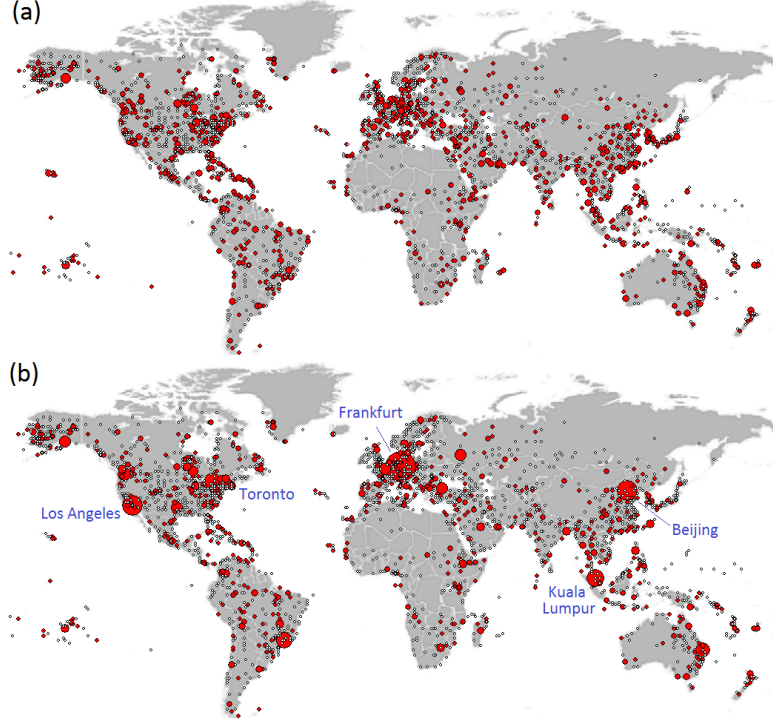 (a)
(b)
Frankfurt
Toronto
Los Angeles
Beijing
Kuala
Lumpur